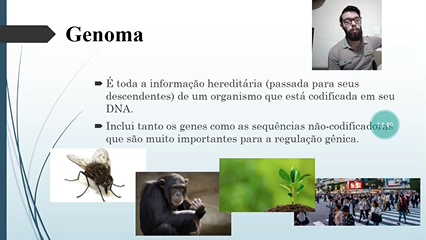 Genoma
É toda a informação hereditária (passada para seus
descendentes) de um organismo que está codificada em seu
DNA.
Inclui tanto os genes como as sequências não-codificadoras
que são muito importantes para a regulação gênica.